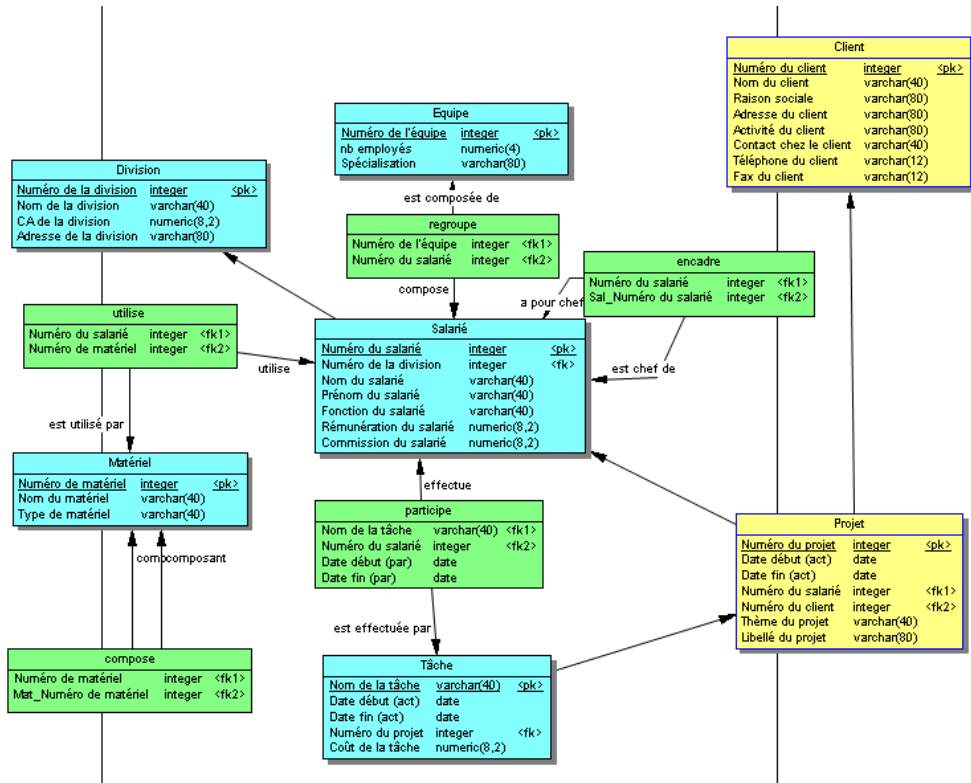 Client
Numéro du client integer <pk>
Nom du client varchar(40)
Raison sociale varchar(80)
Adresse du client varchar(80)
Activité du client varchar(80)
Contact chez le client varchar(40)
Téléphone du client varchar(12)
Fax du client varchar(12)
Equipe
Numéro de l'équipe integer <pk>
nb employés numeric(4)
Spécialisation varchar(80)
Division
Numéro de la division integer <pk>
Nom de la division varchar(40)
CA de la division numeric(8,2)
Adresse de la division varchar(80)
est composée de
regroupe
Numéro de l'équipe integer <fk1>
Numéro du salarié integer <fk2>
compose
encadre
Numéro du salarié integer <fk1>
Sal_Numéro du salarié integer <fk2>
a pour chef
est chef de
utilise
Numéro du salarié integer <fk1>
Numéro de matériel integer <fk2>
utilise
est utilisé par
Salarié
Numéro du salarié integer <pk>
Numéro de la division integer <fk>
Nom du salarié varchar(40)
Prénom du salarié varchar(40)
Fonction du salarié varchar(40)
Rémunération du salarié numeric(8,2)
Commission du salarié numeric(8,2)
Matériel
Numéro de matériel integer <pk>
Nom du matériel varchar(40)
Type de matériel varchar(40)
effectue
participe
Nom de la tâche varchar(40) <fk1>
Numéro du salarié integer <fk2>
Date début (par) date
Date fin (par) date
est effectuée par
Projet
Numéro du projet integer <pk>
Date début (act) date
Date fin (act) date
Numéro du salarié integer <fk1>
Numéro du client integer <fk2>
Thème du projet varchar(40)
Libellé du projet varchar(80)
composant
compose
Numéro de matériel integer <fk1>
Mat_Numéro de matériel integer <fk2>
Tâche
Nom de la tâche varchar(40) <pk>
Date début (act) date
Date fin (act) date
Numéro du projet integer <fk>
Coût de la tâche numeric(8,2)